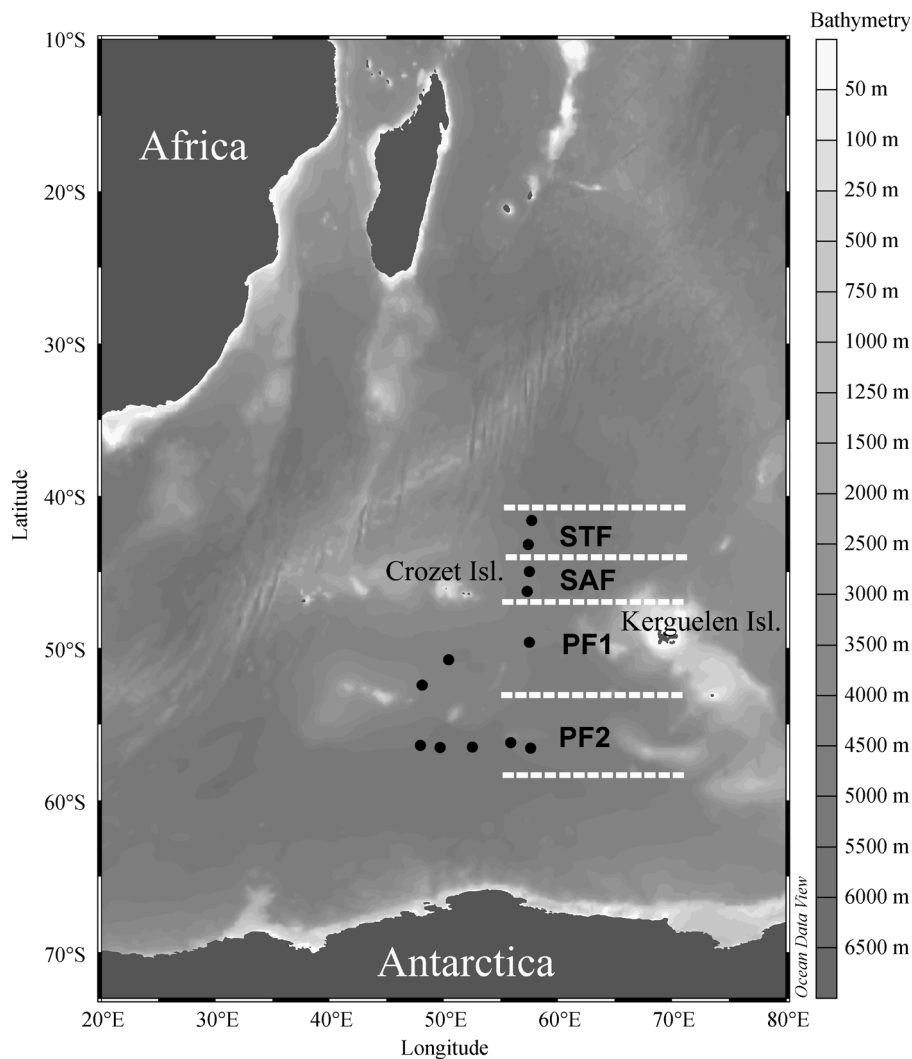 Bathymetry
10°S
20°S
30°S
40°S
50°S
60°S
70°S
Latitude
Africa
STF
Crozet Isl.
SAF
Kerguelen Isl.
PF1
PF2
Antarctica
20°E
30°E
40°E
50°E
60°E
70°E
80°E
Longitude
50 m
100 m
250 m
500 m
750 m
1000 m
1250 m
1500 m
2000 m
2500 m
3000 m
3500 m
4000 m
4500 m
5000 m
5500 m
6000 m
6500 m
Ocean Data View